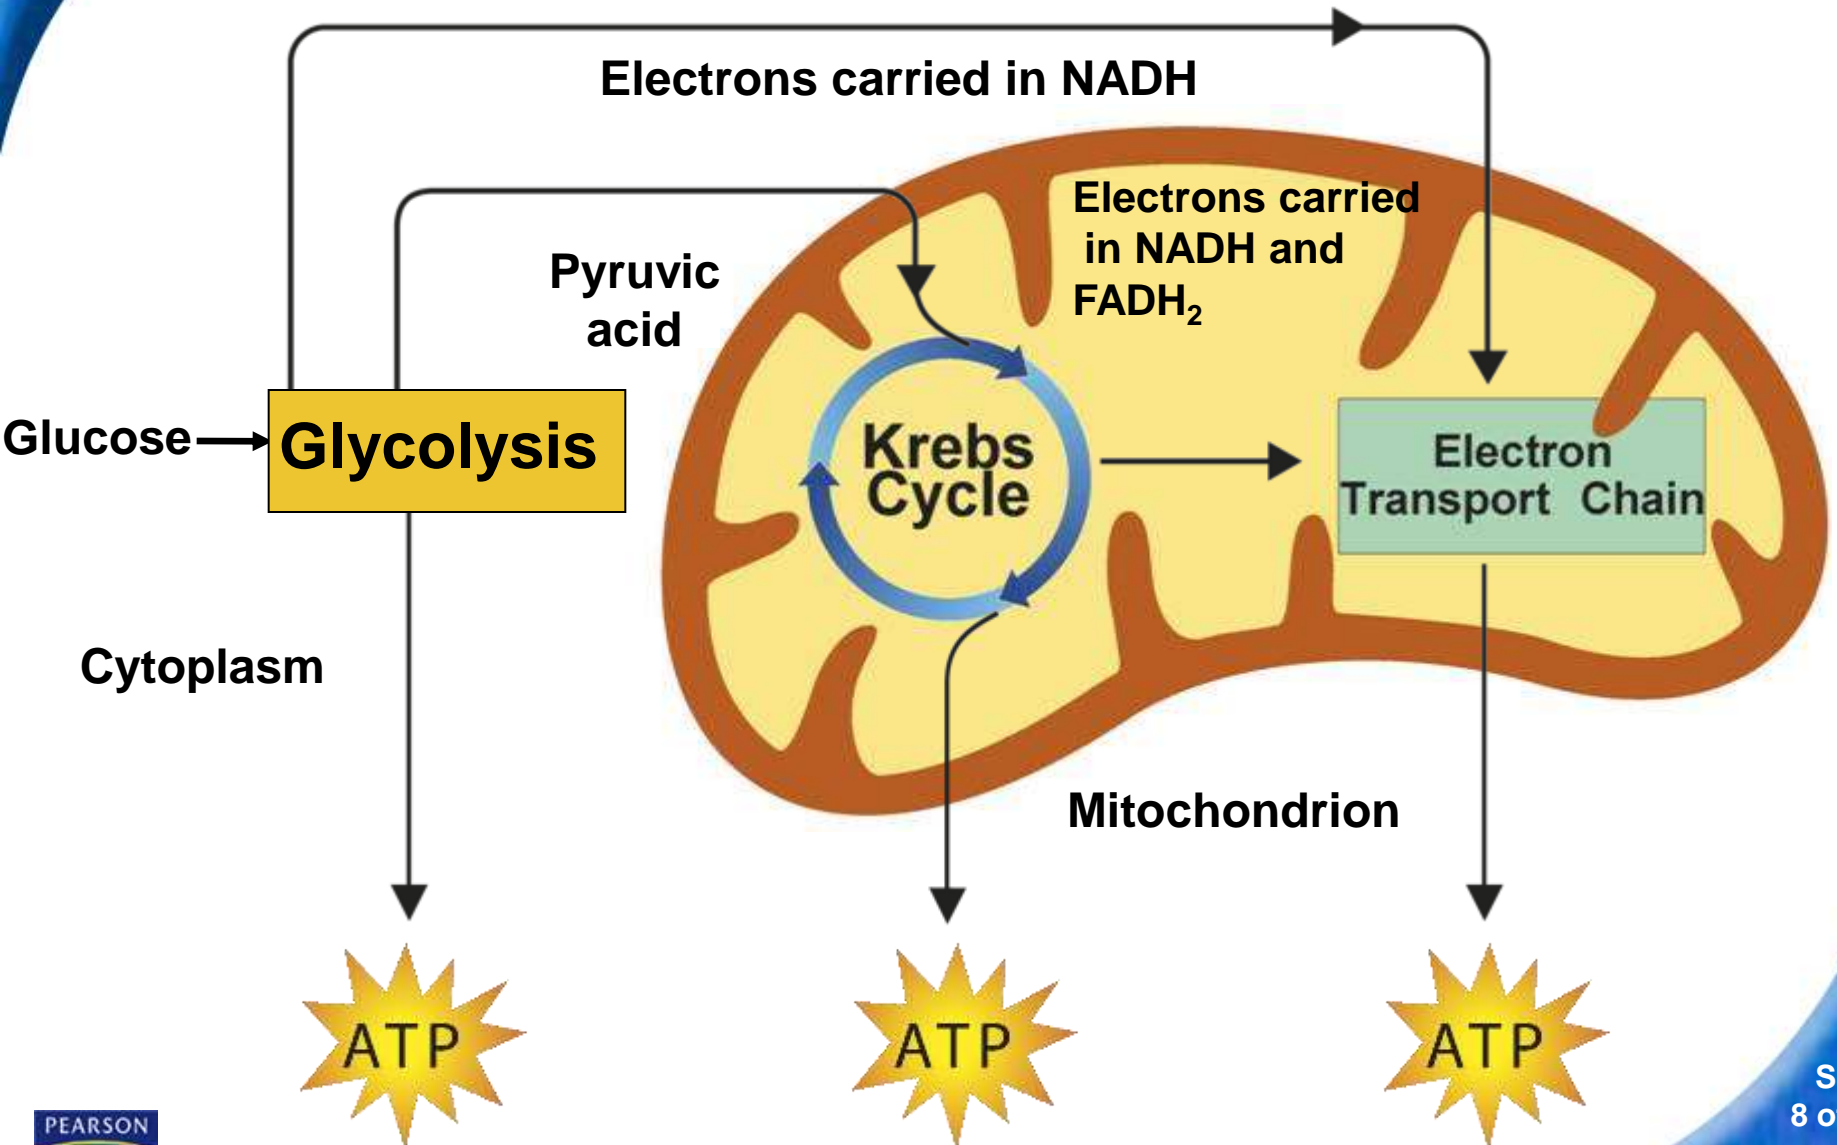 Electrons carried in NADH
Electrons carried
in NADH and
FADH₂
Pyruvic
acid
Glucose
Glycolysis
Krebs
Cycle
Electron
Transport Chain
Cytoplasm
Mitochondrion
ATP
ATP
ATP
PEARSON
8 o